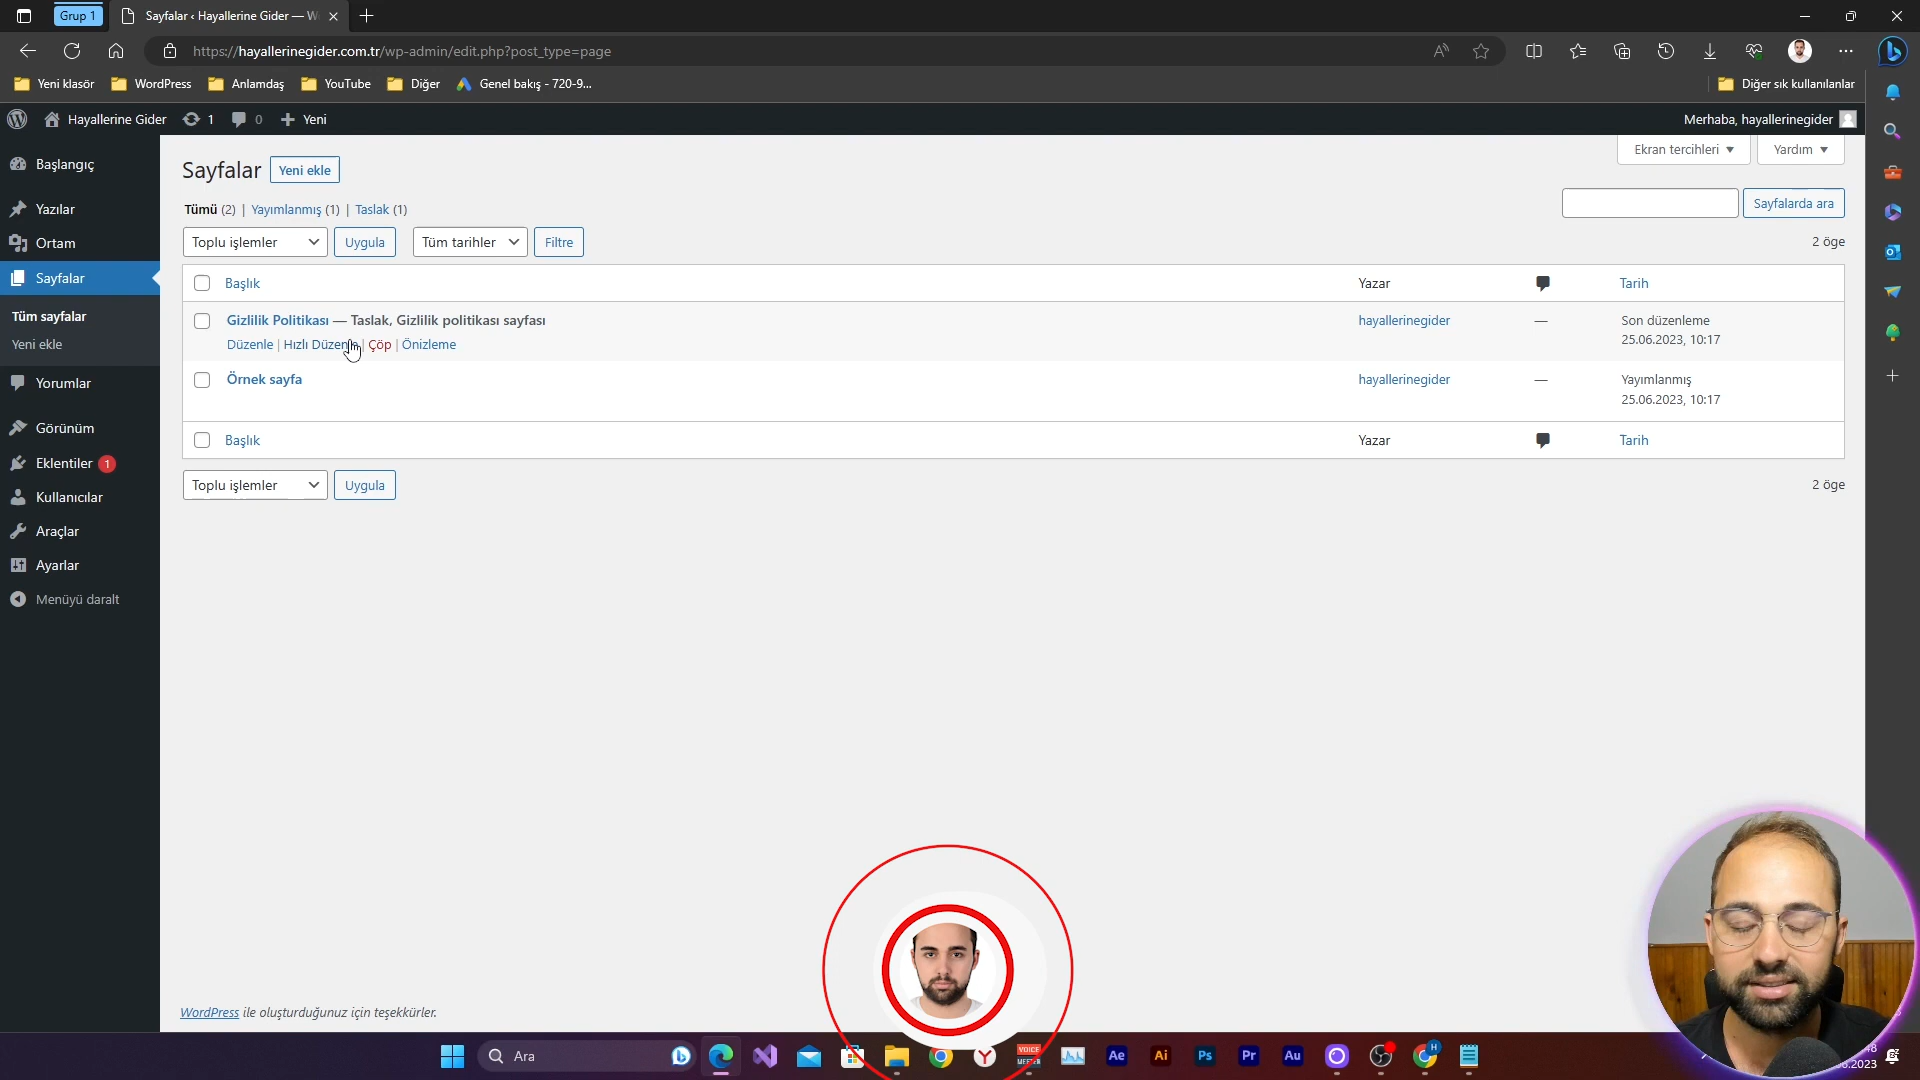 Grup 1
Sayfalar ‹ Hayallerine Gider — W
https://hayallerinegider.com.tr/wp-admin/edit.php?post_type=page
Yeni klasör
WordPress
Anlamdaş
YouTube
Diğer
Genel bakış - 720-9...
Diğer sık kullanılanlar
Hayallerine Gider
1
0
Yeni
Merhaba, hayallerinegider
Başlangıç
Yazılar
Ortam
Sayfalar
Tüm sayfalar
Yeni ekle
Yorumlar
Görünüm
Eklentiler 1
Kullanıcılar
Araçlar
Ayarlar
Menüyü daralt
Ekran tercihleri
Yardım
Sayfalar
Yeni ekle
Tümü (2) | Yayımlanmış (1) | Taslak (1)
Sayfalarda ara
Toplu işlemler
Uygula
Tüm tarihler
Filtre
2 öge
Başlık
Yazar
Tarih
Gizlilik Politikası — Taslak, Gizlilik politikası sayfası
hayallerinegider
—
Son düzenleme
25.06.2023, 10:17
Düzenle | Hızlı Düzenle | Çöp | Önizleme
Örnek sayfa
hayallerinegider
—
Yayımlanmış
25.06.2023, 10:17
Başlık
Yazar
Tarih
Toplu işlemler
Uygula
2 öge
WordPress ile oluşturduğunuz için teşekkürler.
Ara
VOICE
Ae
Ai
Ps
Pr
Au
H